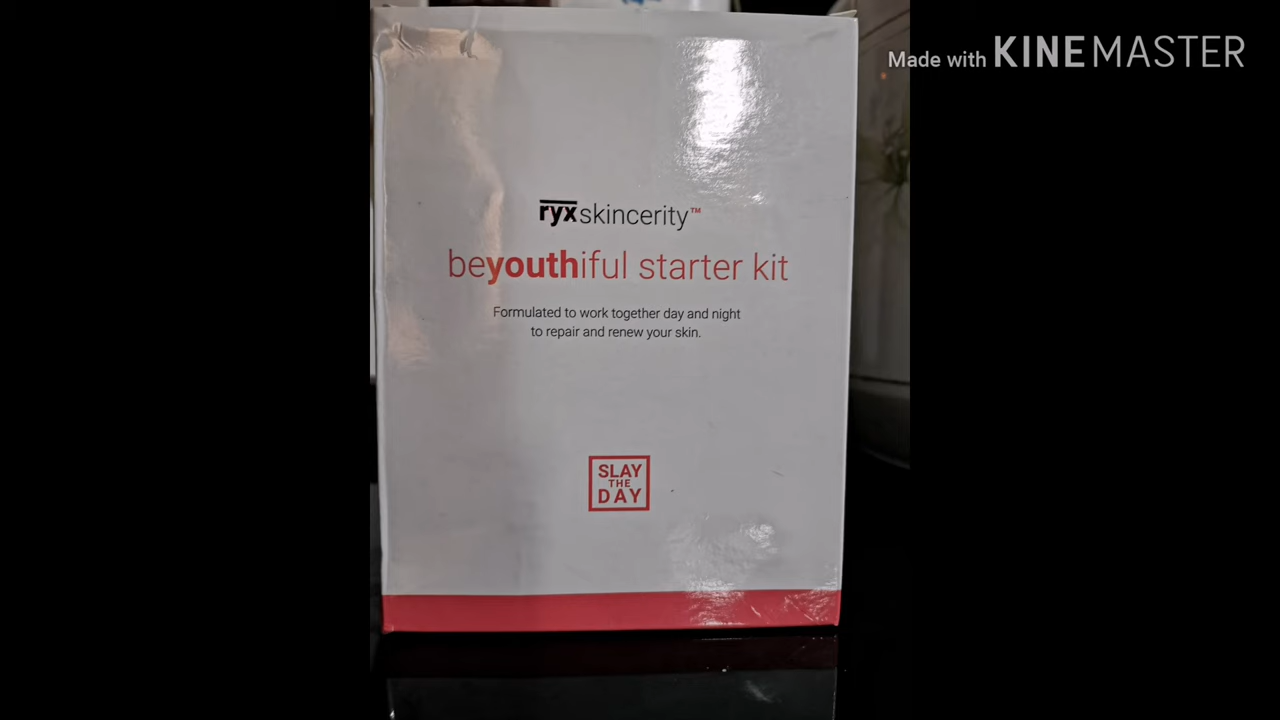 Made with KINEMASTER
ryxskincerity™
beyouthiful starter kit
Formulated to work together day and night
to repair and renew your skin.
SLAY
THE
DAY